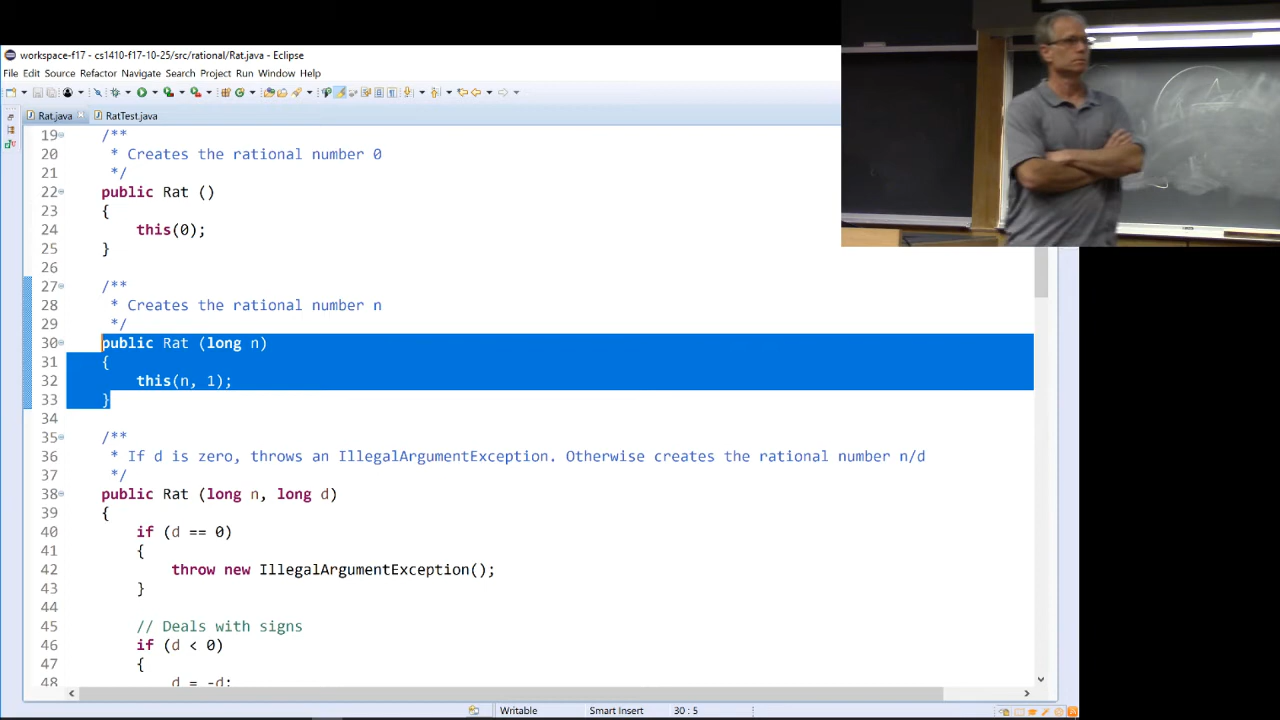 workspace-f17 - cs1410-f17-10-25/src/rational/Rat.java - Eclipse
File Edit Source Refactor Navigate Search Project Run Window Help
Rat.java RatTest.java
19 /**
20 * Creates the rational number 0
21 */
22 public Rat ()
23 {
24 this(0);
25 }
26
27 /**
28 * Creates the rational number n
29 */
30 public Rat (long n)
31 {
32 this(n, 1);
33 }
34
35 /**
36 * If d is zero, throws an IllegalArgumentException. Otherwise creates the rational number n/d
37 */
38 public Rat (long n, long d)
39 {
40 if (d == 0)
41 {
42 throw new IllegalArgumentException();
43 }
44
45 // Deals with signs
46 if (d < 0)
47 {
48 d = -d;
Writable Smart Insert 30 : 5